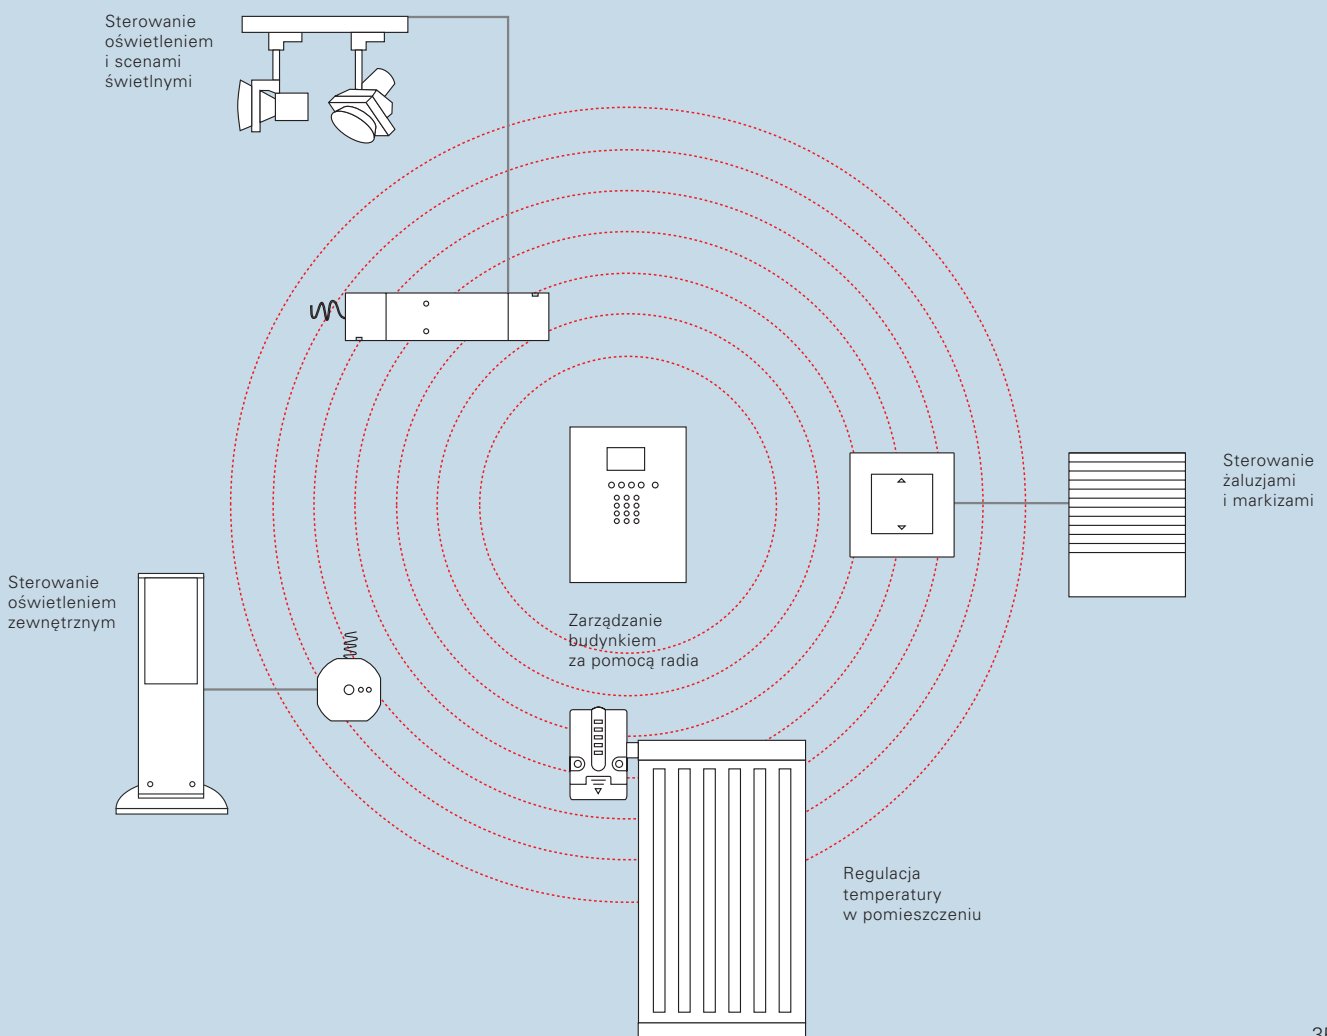 Sterowanie
oświetleniem
i scenami
świetlnymi
Sterowanie
żaluzjami
i markizami
Sterowanie
oświetleniem
zewnętrznym
Zarządzanie
budynkiem
za pomocą radia
Regulacja
temperatury
w pomieszczeniu